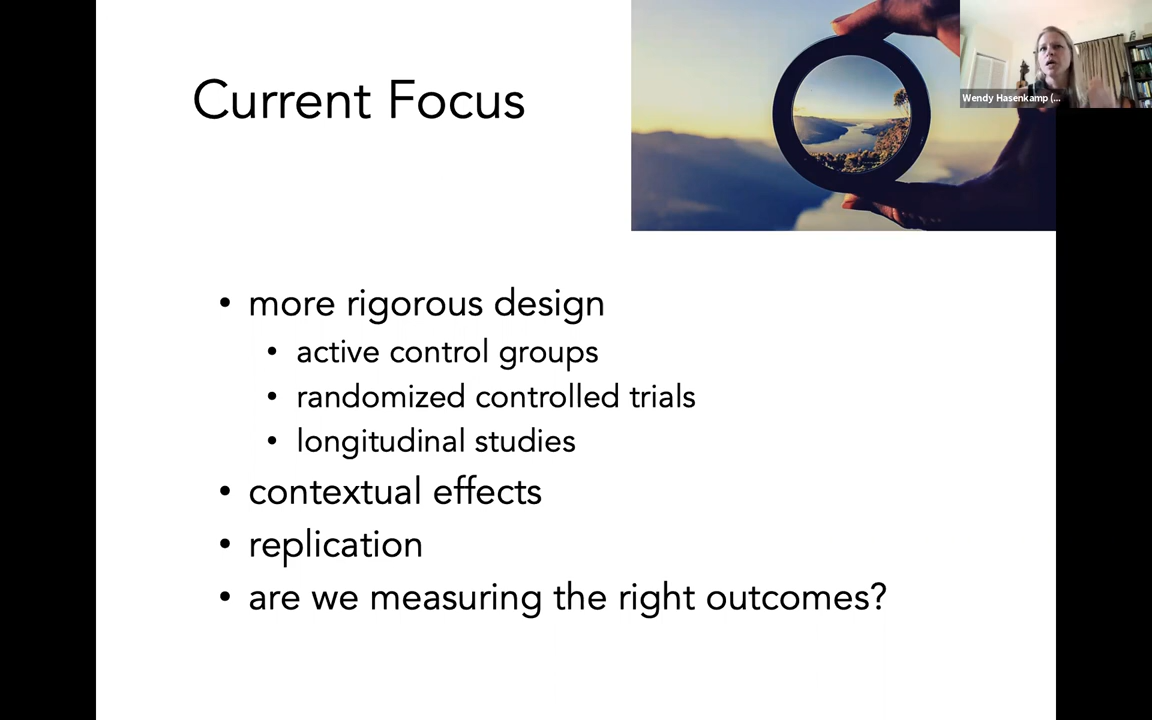 Current Focus
Wendy Hasenkamp (...
• more rigorous design
• active control groups
• randomized controlled trials
• longitudinal studies
• contextual effects
• replication
• are we measuring the right outcomes?